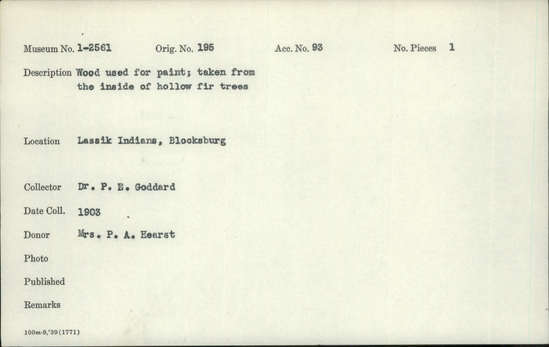 Museum No. 1-2561 Orig. No. 195 Acc. No. 93 No. Pieces 1
Description Wood used for paint; taken from
the inside of hollow fir trees
Location Lassik Indians, Blocksburg
Collector Dr. P. E. Goddard
Date Coll. 1903
Donor Mrs. P. A. Hearst
Photo
Published
Remarks
100m-8,'39(1771)